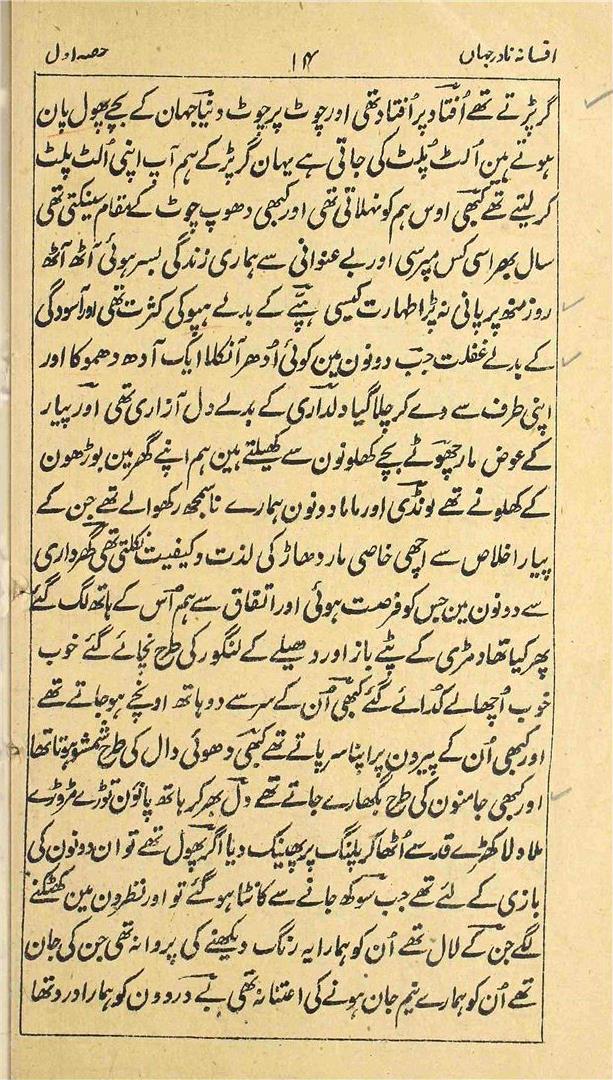 افسانہ نادر جہاں ۱۴ حصہ اول
گر پڑتے تھے اُفتاد پر اُفتاد تھی اور چوٹ پر چوٹ دنیا جہان کے بچے پھول پان
ہوتے ہین اُلٹ پُلٹ کی جاتی ہے یہان گر پڑ کے ہم آپ اپنی اُلٹ پلٹ
کر لیتے تھے کبھی اوس ہم کو نہلاتی تھی اور کبھی دھوپ چوٹ کے مقام سینکتی تھی
سال بھر اسی کس مپرسی اور بے عنوانی سے ہماری زندگی بسر ہوئی آٹھ آٹھ
روز منھ پر پانی نہ پڑا طہارت کیسی پنپے کے بدلے ہپو کی کثرت تھی اور آسودگی
کے بدلے غفلت جب دونون مین کوئی اُدھر آنکلا ایک آدھ دھموکا اور
اپنی طرف سے دے کر چلا گیا دلداری کے بدلے دل آزاری تھی اور پیار
کے عوض مار چھوٹے بچے کھلونون سے کھیلتے ہین ہم اپنے گھر مین بوڑھون
کے کھلونے تھے لونڈی اور ماما دونون ہمارے ناسمجھ رکھوالے تھے جن کے
پیار اخلاص سے اچھی خاصی مار دھاڑ کی لذت و کیفیت نکلتی تھی گھرداری
سے دونون مین جس کو فرصت ہوئی اور اتفاق سے ہم اُس کے ہاتھ لگ گئے
پھر کیا تھا دمڑی کے پٹے باز اور دھیلے کے لنگور کی طرح نچائے گئے خوب
خوب اُچھالے کدائے گئے کبھی اُن کے سر سے دو ہاتھ اونچے ہو جاتے تھے
اور کبھی اُن کے پیرون پر اپنا سر پاتے تھے کبھی دھوئی دال کی طرح ششو ہوتا تھا
اور کبھی جامنون کی طرح بگھارے جاتے تھے دل بھر کر ہاتھ پاؤن توڑے مروڑے
ملا دلا کھڑے قد سے اُٹھا کر پلنگ پر پھینک دیا اگر پھول تھے تو ان دونون کی
بازی کے لئے تھے جب سوکھ جانے سے کانٹا ہو گئے تو اور نظرون مین کھٹکنے
لگے جن کے لال تھے اُن کو ہمارا یہ رنگ دیکھنے کی پروا نہ تھی جن کی جان
تھے اُن کو ہمارے نیم جان ہونے کی اعتنا نہ تھی بے دردون کو ہمارا درد تھا